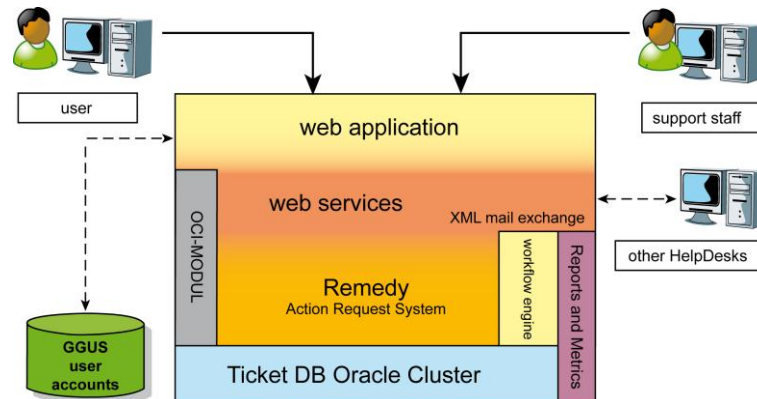 user
support staff
web application
web services
XML mail exchange
other HelpDesks
OCI-MODUL
workflow engine
Reports and Metrics
Remedy
Action Request System
GGUS
user
accounts
Ticket DB Oracle Cluster